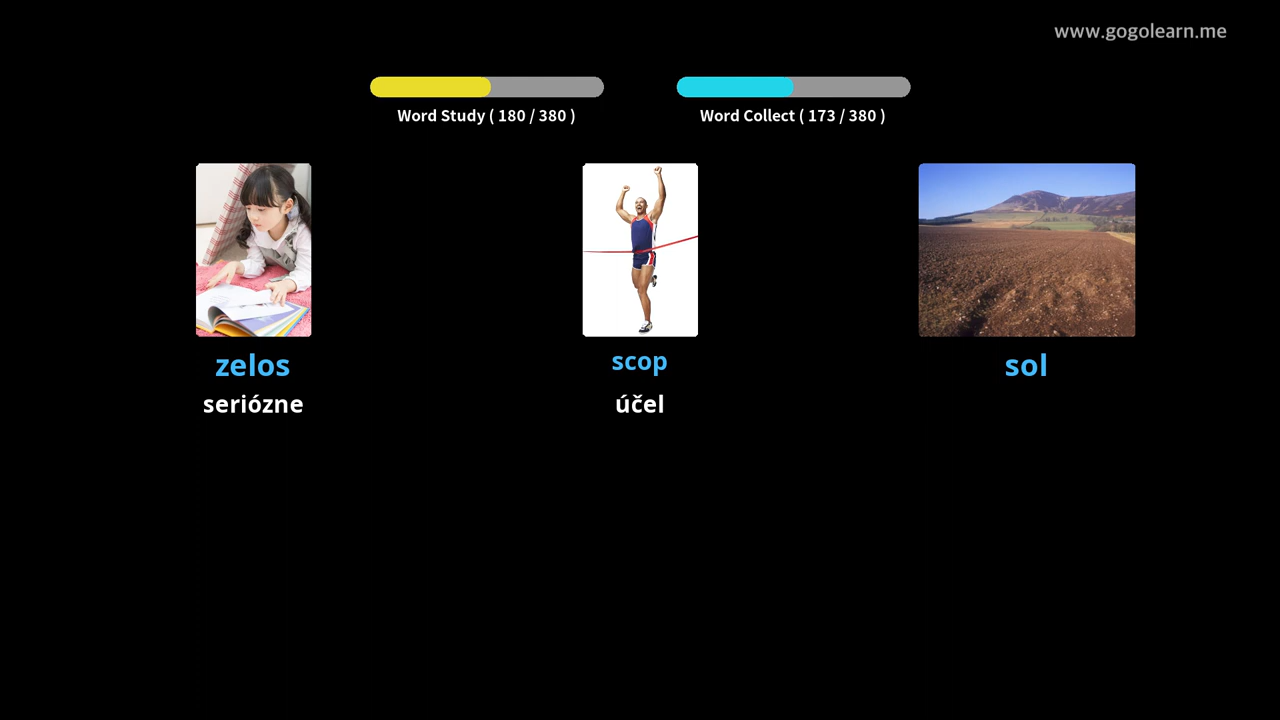 www.gogolearn.me
Word Study ( 180 / 380 )
Word Collect ( 173 / 380 )
zelos
scop
sol
seriózne
účel